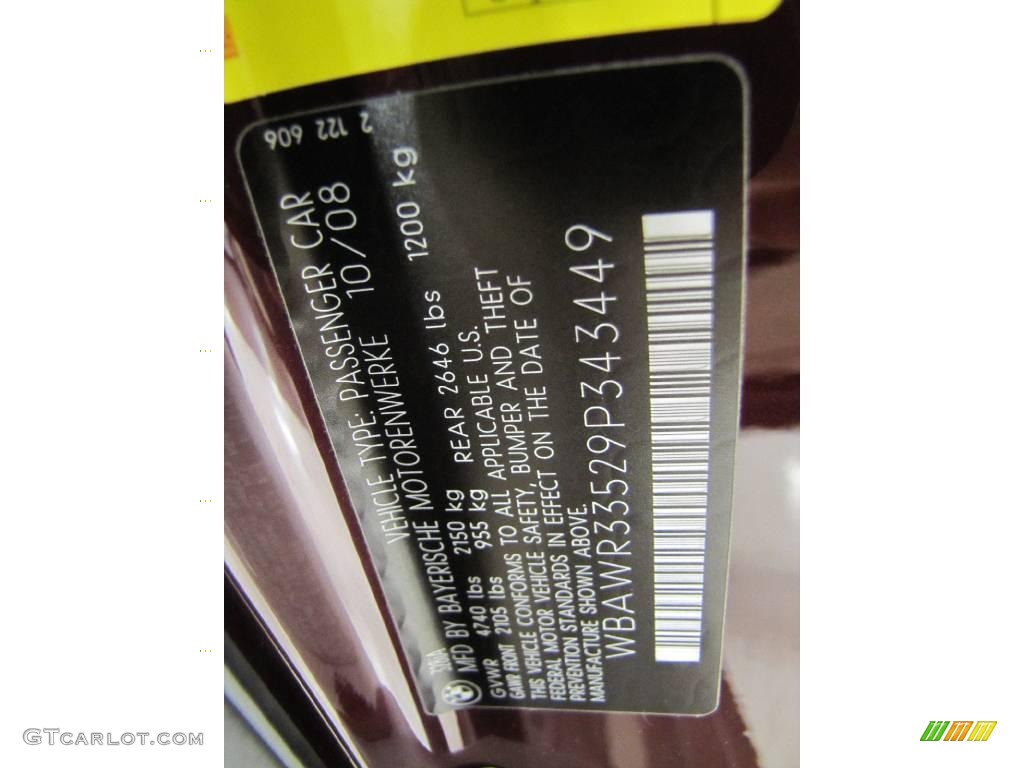 2 122 606
VEHICLE TYPE: PASSENGER CAR
MFD BY BAYERISCHE MOTORENWERKE 10/08
GVWR 4740 lbs 2150 kg
GAWR FRONT 2105 lbs 955 kg REAR 2646 lbs 1200 kg
THIS VEHICLE CONFORMS TO ALL APPLICABLE U.S.
FEDERAL MOTOR VEHICLE SAFETY, BUMPER AND THEFT
PREVENTION STANDARDS IN EFFECT ON THE DATE OF
MANUFACTURE SHOWN ABOVE.
WBAWR33529P343449
GTCarlot.com